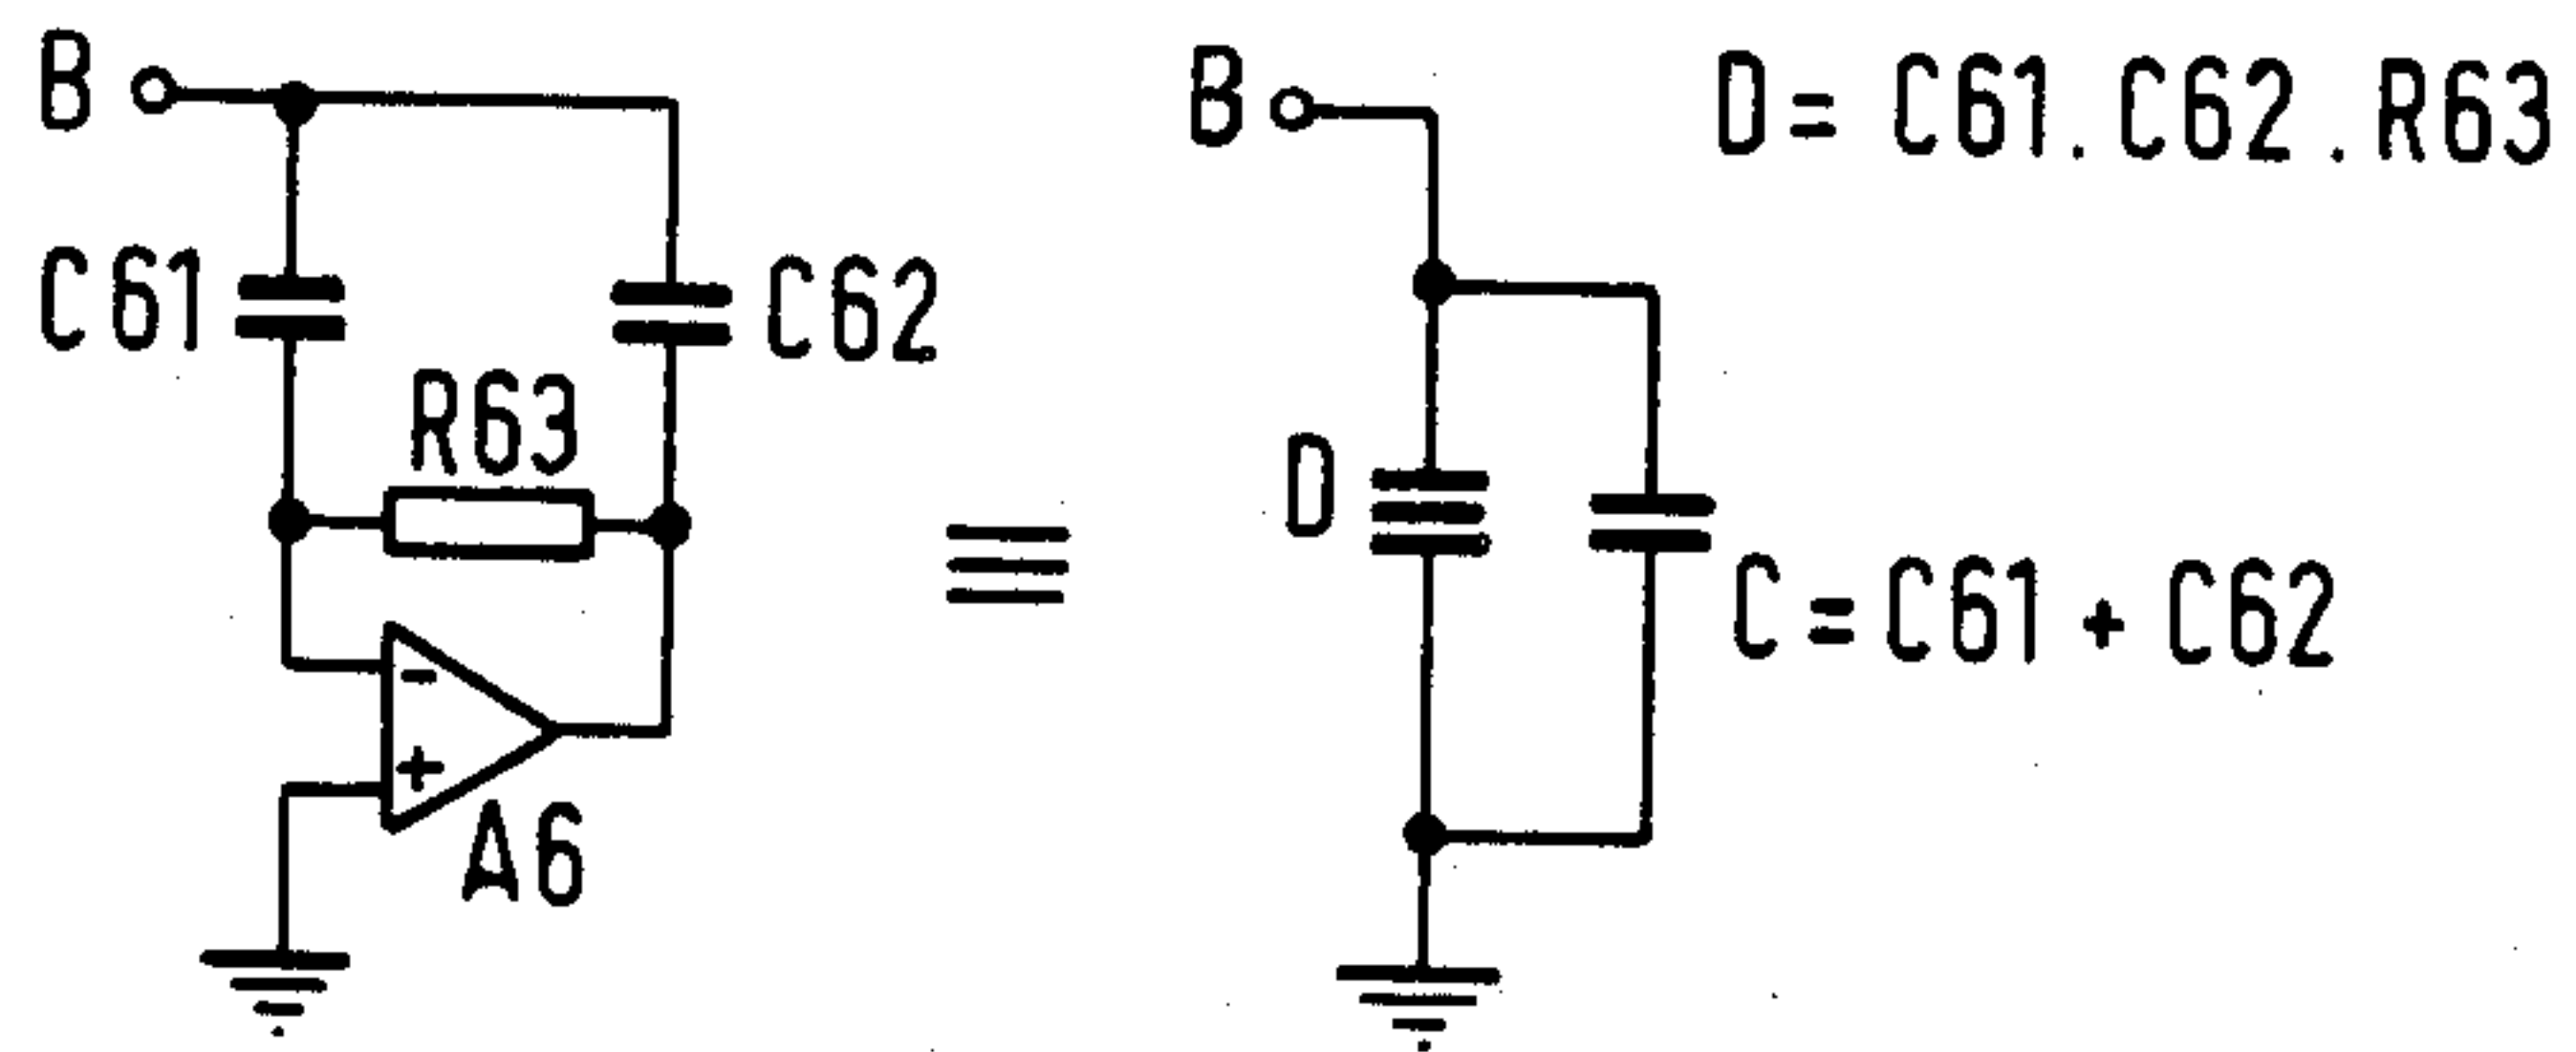 B
C61
C62
R63
-
+
A6
≡
B
D = C61 . C62 . R63
D
C = C61 + C62